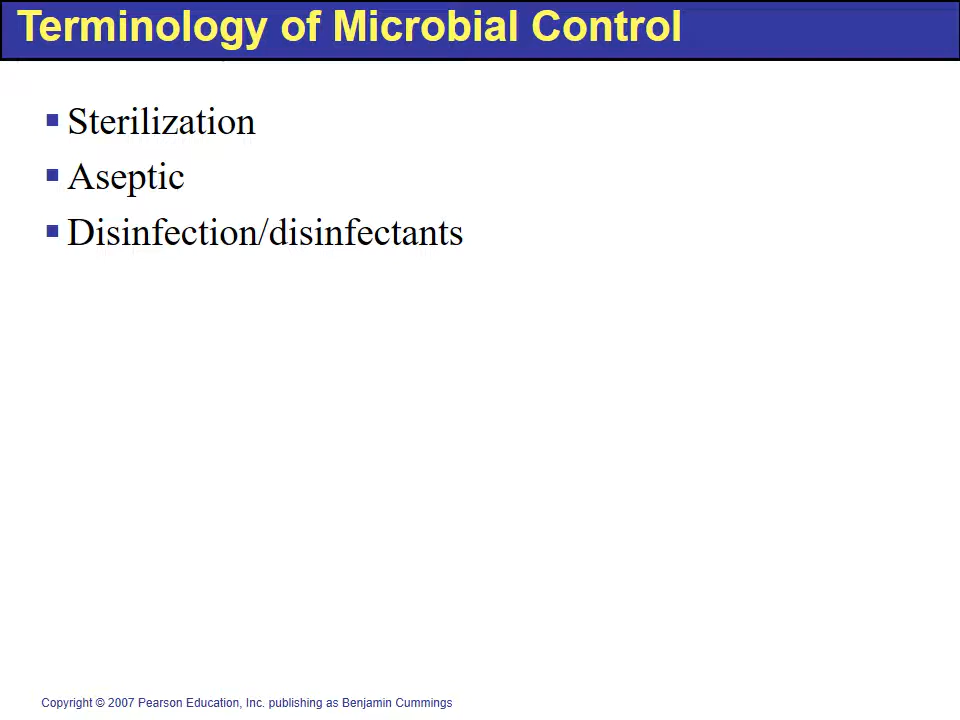 Terminology of Microbial Control
Sterilization
Aseptic
Disinfection/disinfectants
Copyright © 2007 Pearson Education, Inc. publishing as Benjamin Cummings